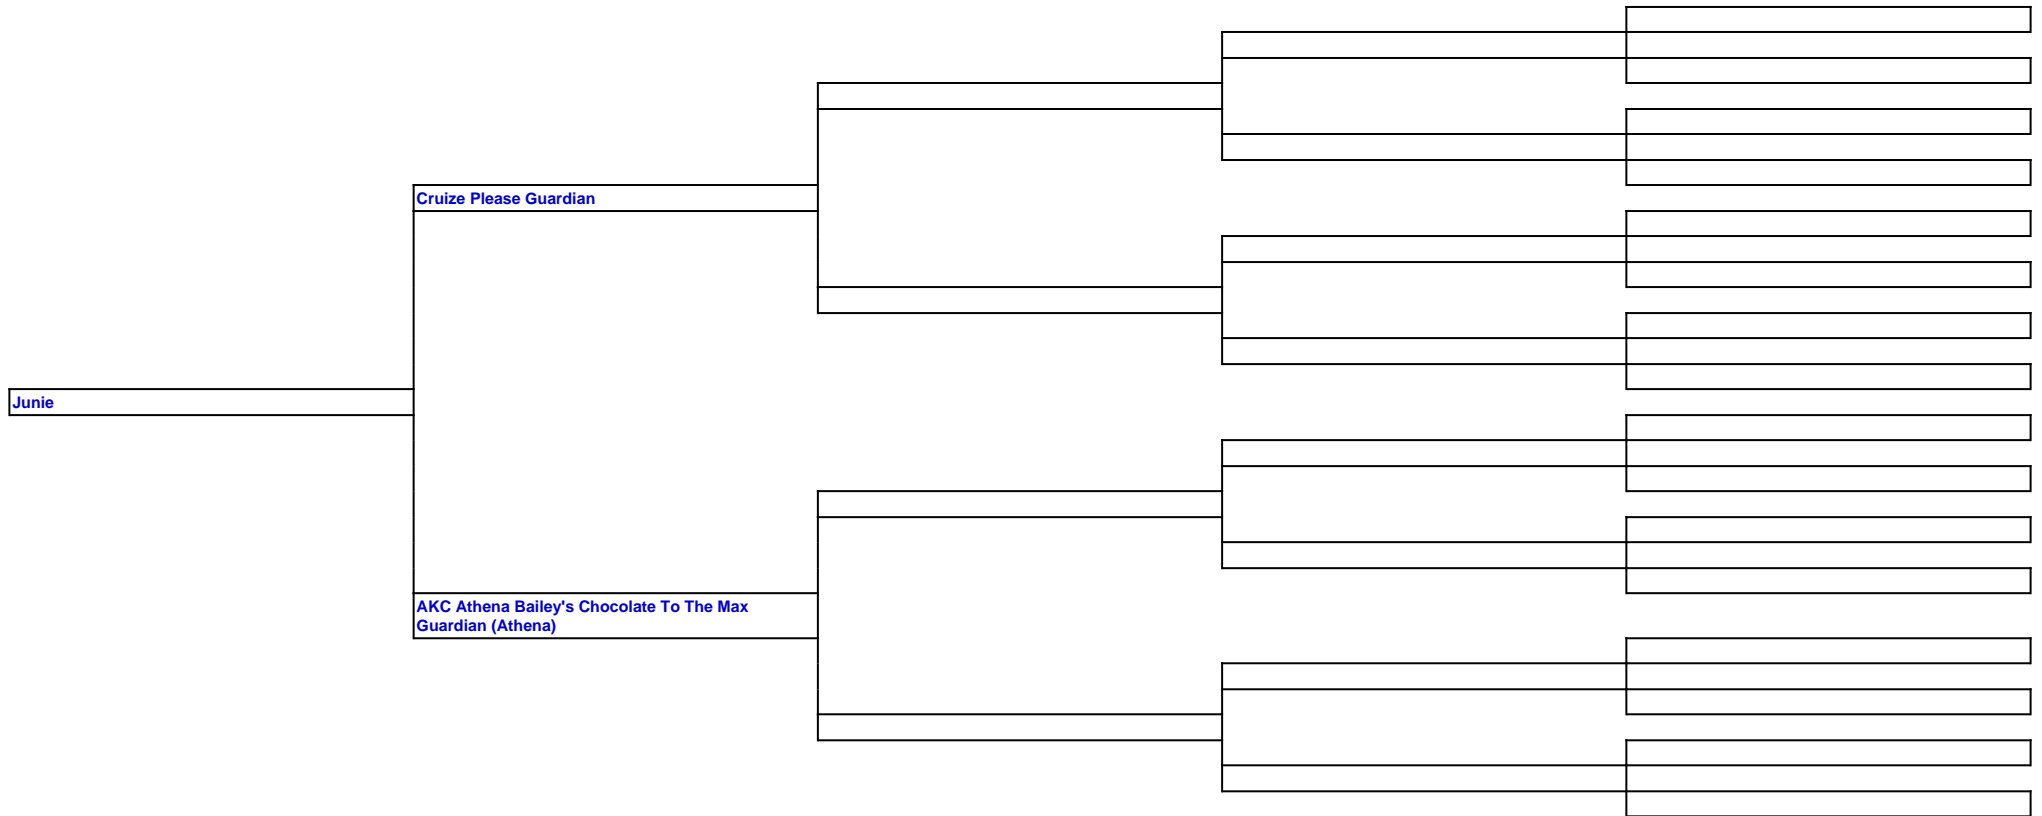 Cruize Please Guardian
Junie
AKC Athena Bailey's Chocolate To The Max
Guardian (Athena)